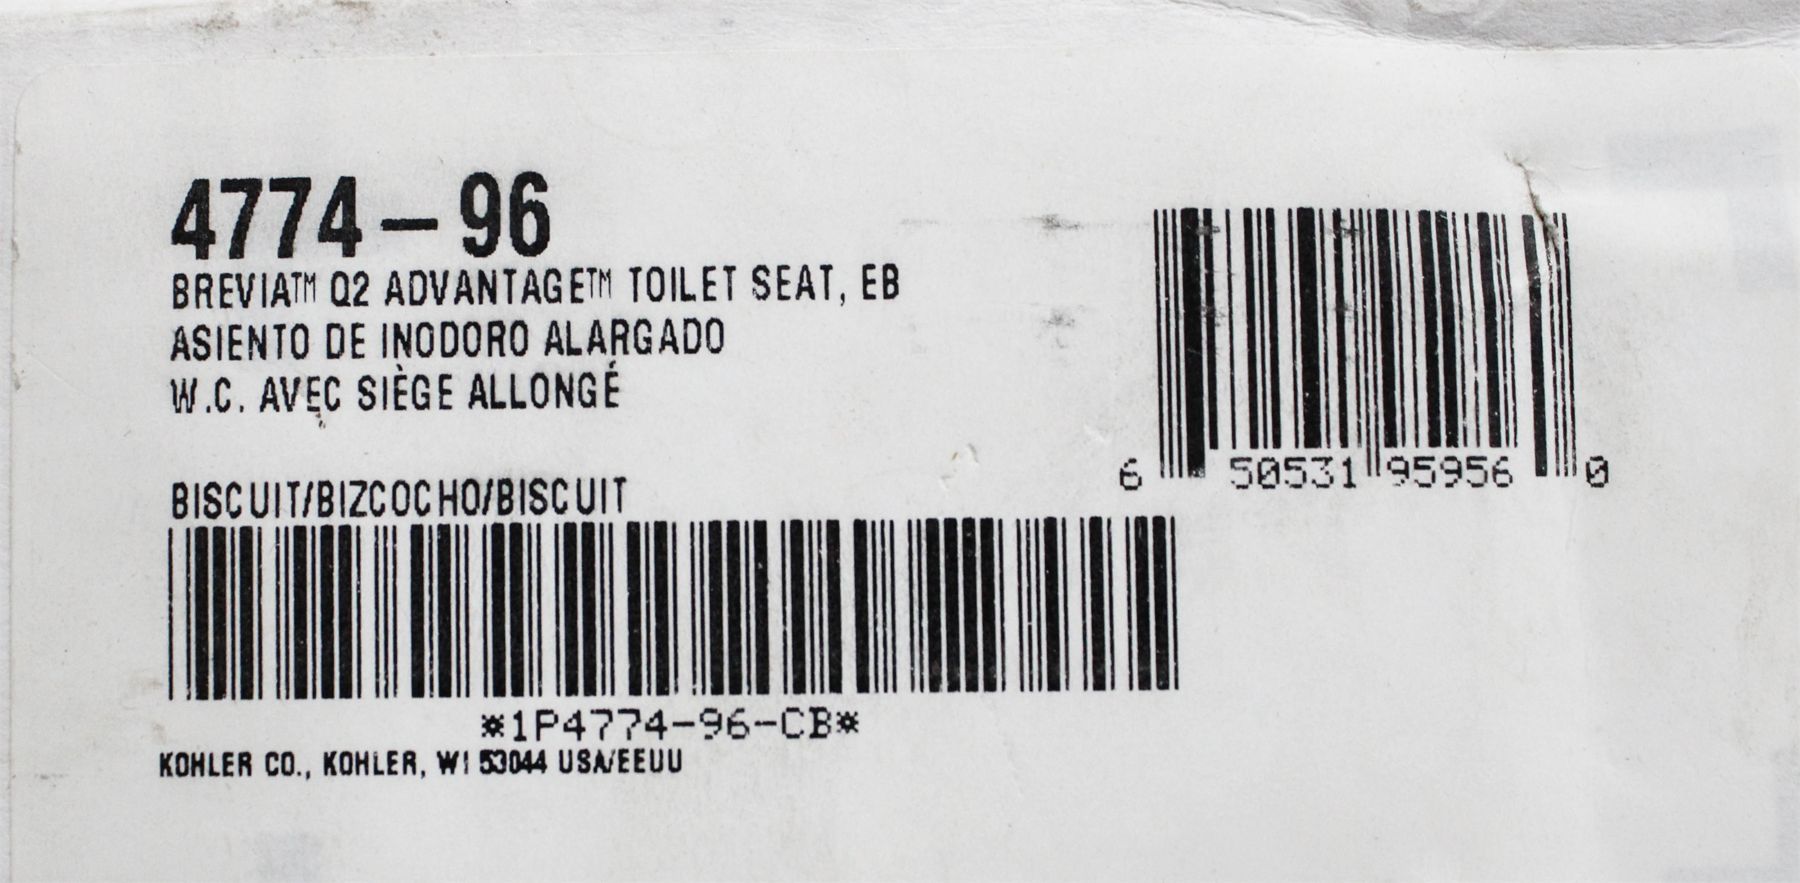 4774-96
BREVIA™ Q2 ADVANTAGE™ TOILET SEAT, EB
ASIENTO DE INODORO ALARGADO
W.C. AVEC SIÈGE ALLONGÉ
6 50531 95956 0
BISCUIT/BIZCOCHO/BISCUIT
*1P4774-96-CB*
KOHLER CO., KOHLER, WI 53044 USA/EEUU